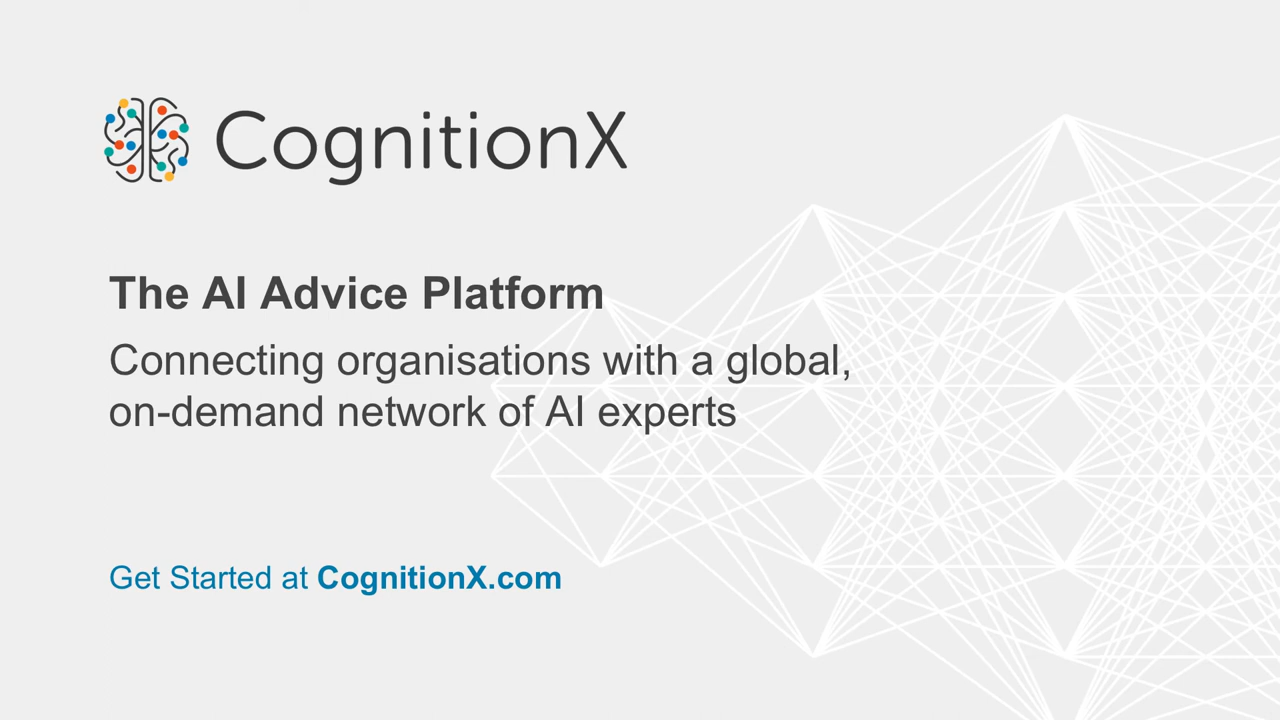 CognitionX
The AI Advice Platform
Connecting organisations with a global,
on-demand network of AI experts
Get Started at CognitionX.com